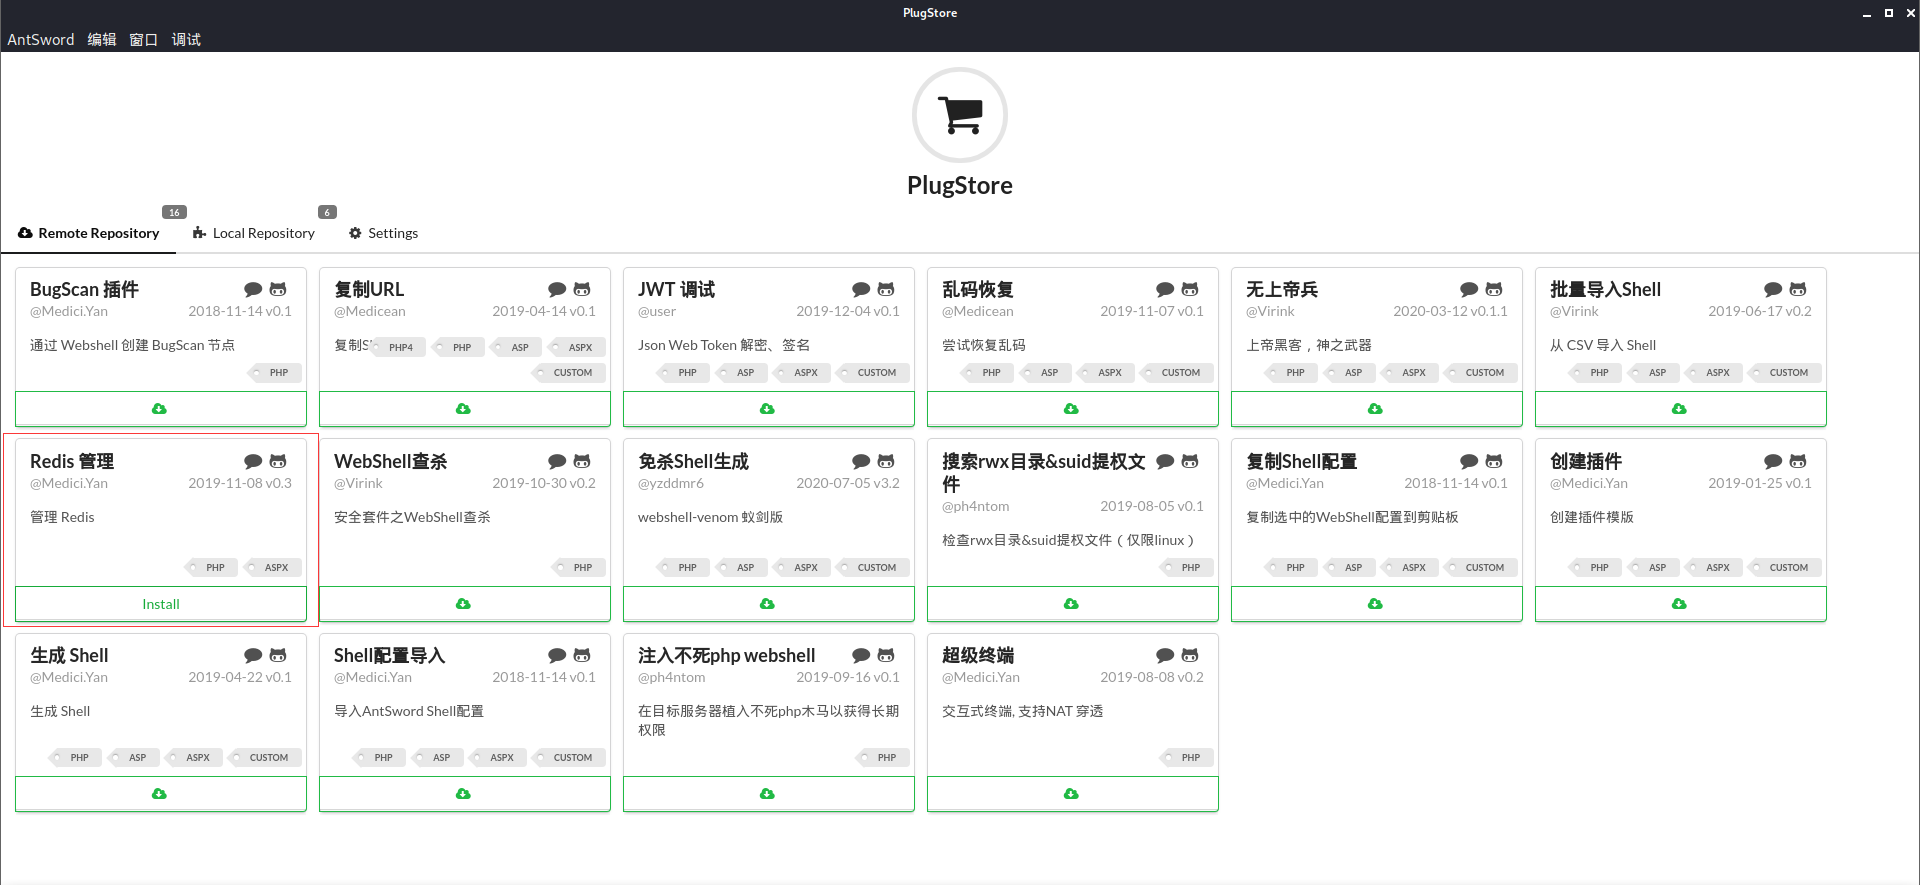 PlugStore
AntSword 编辑 窗口 调试
PlugStore
16
6
Remote Repository
Local Repository
Settings
BugScan 插件
@Medici.Yan 2018-11-14 v0.1
通过 Webshell 创建 BugScan 节点
PHP
复制URL
@Medicean 2019-04-14 v0.1
复制S
PHP4 PHP ASP ASPX
CUSTOM
JWT 调试
@user 2019-12-04 v0.1
Json Web Token 解密、签名
PHP ASP ASPX CUSTOM
乱码恢复
@Medicean 2019-11-07 v0.1
尝试恢复乱码
PHP ASP ASPX CUSTOM
无上帝兵
@Virink 2020-03-12 v0.1.1
上帝黑客，神之武器
PHP ASP ASPX CUSTOM
批量导入Shell
@Virink 2019-06-17 v0.2
从 CSV 导入 Shell
PHP ASP ASPX CUSTOM
Redis 管理
@Medici.Yan 2019-11-08 v0.3
管理 Redis
PHP ASPX
Install
WebShell查杀
@Virink 2019-10-30 v0.2
安全套件之WebShell查杀
PHP
免杀Shell生成
@yzddmr6 2020-07-05 v3.2
webshell-venom 蚁剑版
PHP ASP ASPX CUSTOM
搜索rwx目录&suid提权文
件
@ph4ntom 2019-08-05 v0.1
检查rwx目录&suid提权文件（仅限linux）
PHP
复制Shell配置
@Medici.Yan 2018-11-14 v0.1
复制选中的WebShell配置到剪贴板
PHP ASP ASPX CUSTOM
创建插件
@Medici.Yan 2019-01-25 v0.1
创建插件模版
PHP ASP ASPX CUSTOM
生成 Shell
@Medici.Yan 2019-04-22 v0.1
生成 Shell
PHP ASP ASPX CUSTOM
Shell配置导入
@Medici.Yan 2018-11-14 v0.1
导入AntSword Shell配置
PHP ASP ASPX CUSTOM
注入不死php webshell
@ph4ntom 2019-09-16 v0.1
在目标服务器植入不死php木马以获得长期
权限
PHP
超级终端
@Medici.Yan 2019-08-08 v0.2
交互式终端, 支持NAT 穿透
PHP